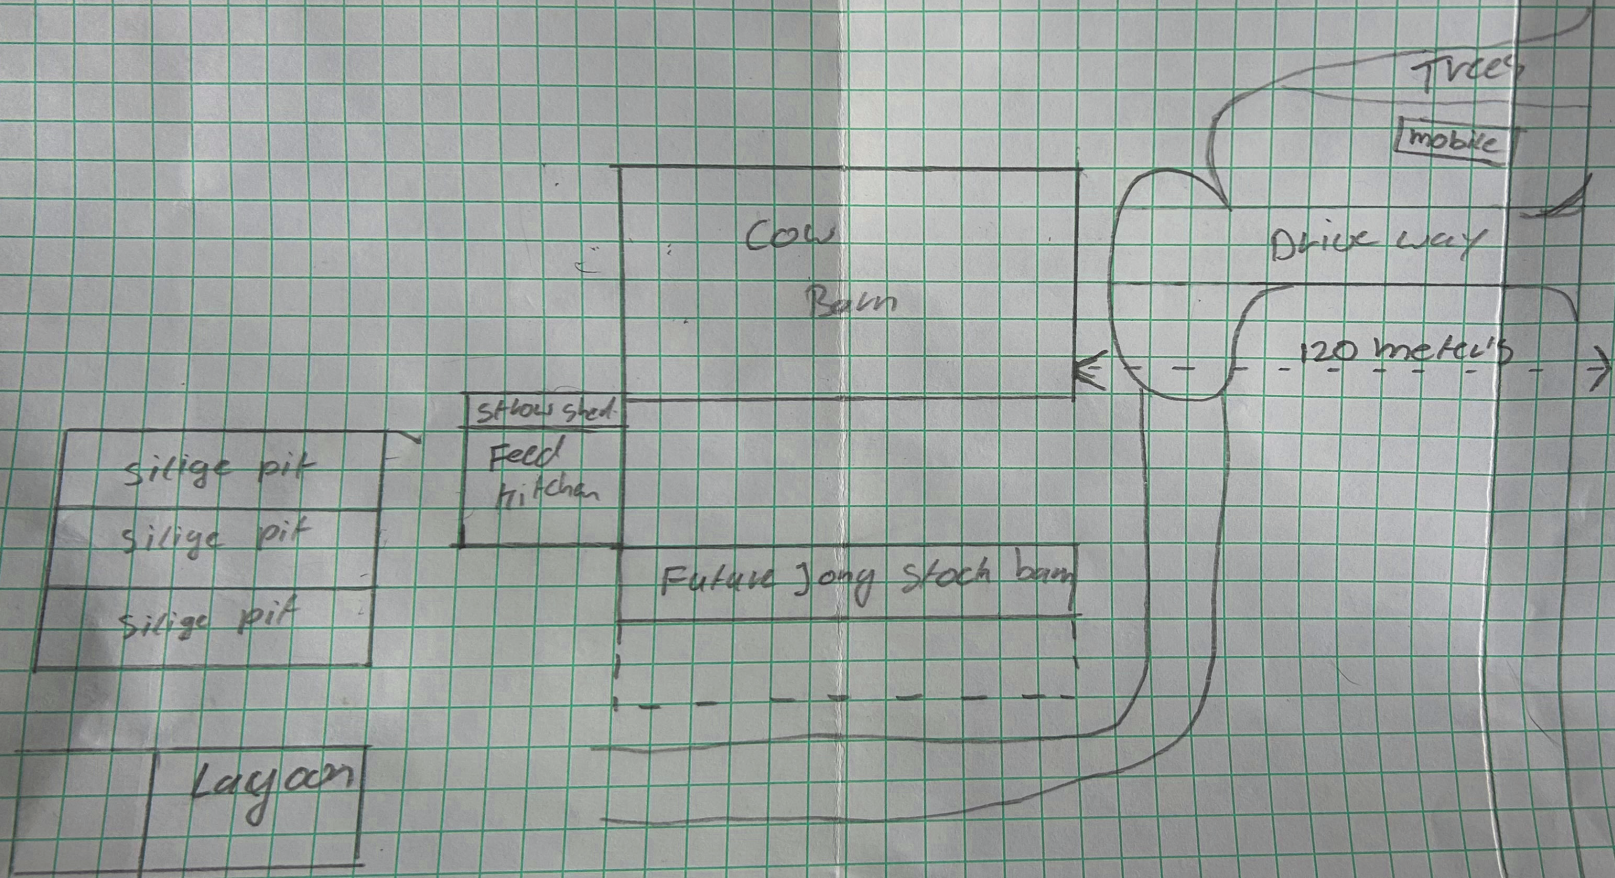 Trees
mobile
Drive way
Cow
Barn
120 meters
Straw shed
Feed
kitchen
Silige pit
Silige pit
Silige pit
Future Jong stock barn
Lagoon